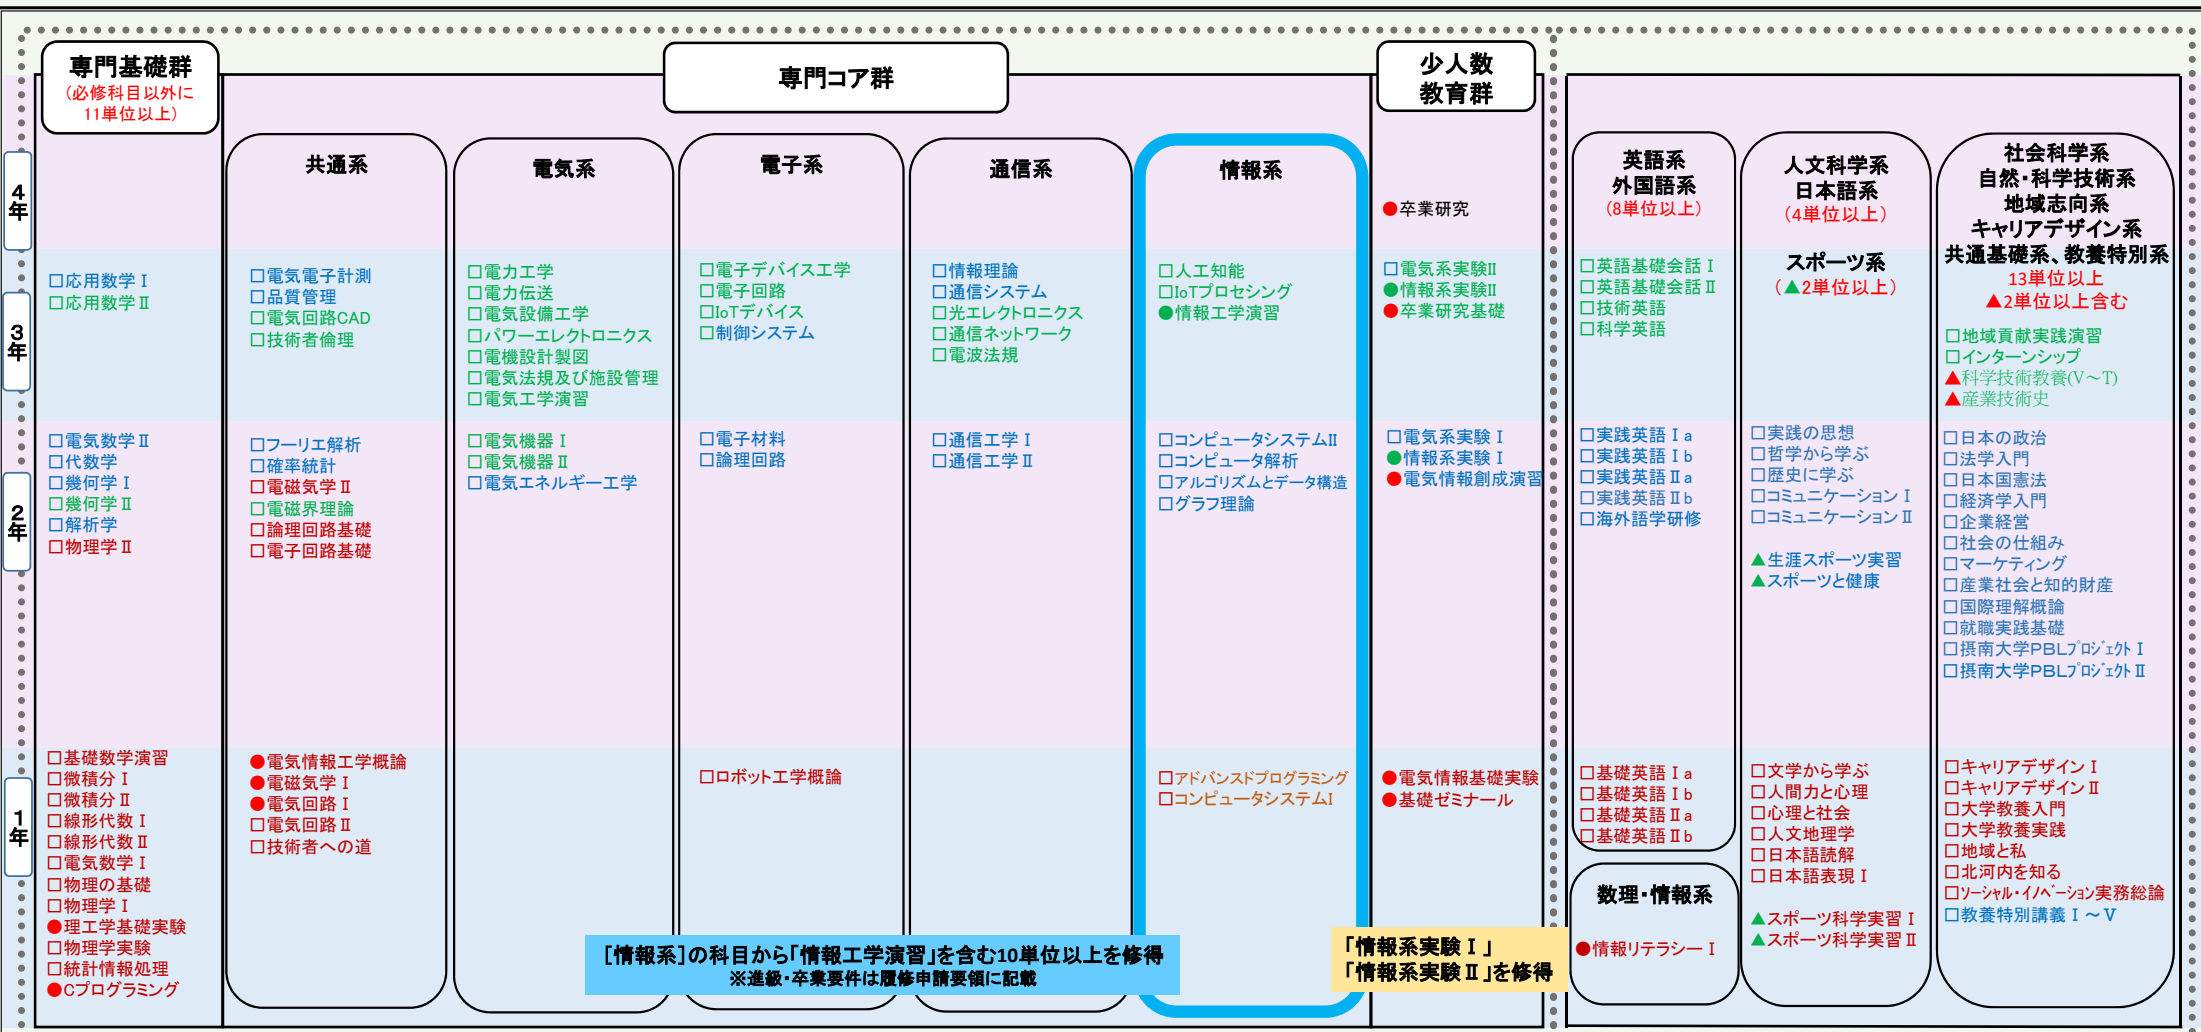 専門基礎群
(必修科目以外に
11単位以上)
専門コア群
少人数
教育群
4年
3年
2年
1年
□応用数学Ⅰ
□応用数学Ⅱ
□電気数学Ⅱ
□代数学
□幾何学Ⅰ
□幾何学Ⅱ
□解析学
□物理学Ⅱ
□基礎数学演習
□微積分Ⅰ
□微積分Ⅱ
□線形代数Ⅰ
□線形代数Ⅱ
□電気数学Ⅰ
□物理の基礎
□物理学Ⅰ
●理工学基礎実験
□物理学実験
□統計情報処理
●Cプログラミング
共通系
□電気電子計測
□品質管理
□電気回路CAD
□技術者倫理
□フーリエ解析
□確率統計
□電磁気学Ⅱ
□電磁界理論
□論理回路基礎
□電子回路基礎
●電気情報工学概論
●電磁気学Ⅰ
●電気回路Ⅰ
□電気回路Ⅱ
□技術者への道
電気系
□電力工学
□電力伝送
□電気設備工学
□パワーエレクトロニクス
□電機設計製図
□電気法規及び施設管理
□電気工学演習
□電気機器Ⅰ
□電気機器Ⅱ
□電気エネルギー工学
電子系
□電子デバイス工学
□電子回路
□IoTデバイス
□制御システム
□電子材料
□論理回路
□ロボット工学概論
通信系
□情報理論
□通信システム
□光エレクトロニクス
□通信ネットワーク
□電波法規
□通信工学Ⅰ
□通信工学Ⅱ
情報系
□人工知能
□IoTプロセシング
●情報工学演習
□コンピュータシステムII
□コンピュータ解析
□アルゴリズムとデータ構造
□グラフ理論
□アドバンスドプログラミング
□コンピュータシステムI
[情報系]の科目から「情報工学演習」を含む10単位以上を修得
※進級・卒業要件は履修申請要領に記載
●卒業研究
□電気系実験II
●情報系実験II
●卒業研究基礎
□電気系実験Ⅰ
●情報系実験Ⅰ
●電気情報創成演習
●電気情報基礎実験
●基礎ゼミナール
「情報系実験Ⅰ」
「情報系実験Ⅱ」を修得
英語系
外国語系
(8単位以上)
□英語基礎会話Ⅰ
□英語基礎会話Ⅱ
□技術英語
□科学英語
□実践英語Ⅰa
□実践英語Ⅰb
□実践英語Ⅱa
□実践英語Ⅱb
□海外語学研修
□基礎英語Ⅰa
□基礎英語Ⅰb
□基礎英語Ⅱa
□基礎英語Ⅱb
数理・情報系
●情報リテラシーⅠ
人文科学系
日本語系
(4単位以上)
スポーツ系
(▲2単位以上)
□実践の思想
□哲学から学ぶ
□歴史に学ぶ
□コミュニケーションⅠ
□コミュニケーションⅡ
▲生涯スポーツ実習
▲スポーツと健康
□文学から学ぶ
□人間力と心理
□心理と社会
□人文地理学
□日本語読解
□日本語表現Ⅰ
▲スポーツ科学実習Ⅰ
▲スポーツ科学実習Ⅱ
社会科学系
自然・科学技術系
地域志向系
キャリアデザイン系
共通基礎系、教養特別系
13単位以上
▲2単位以上含む
□地域貢献実践演習
□インターンシップ
▲科学技術教養(V～T)
▲産業技術史
□日本の政治
□法学入門
□日本国憲法
□経済学入門
□企業経営
□社会の仕組み
□マーケティング
□産業社会と知的財産
□国際理解概論
□就職実践基礎
□摂南大学PBLﾌﾟﾛｼﾞｪｸﾄⅠ
□摂南大学PBLﾌﾟﾛｼﾞｪｸﾄⅡ
□キャリアデザインⅠ
□キャリアデザインⅡ
□大学教養入門
□大学教養実践
□地域と私
□北河内を知る
□ｿｰｼｬﾙ・ｲﾉﾍﾞｰｼｮﾝ実務総論
□教養特別講義Ⅰ～Ⅴ